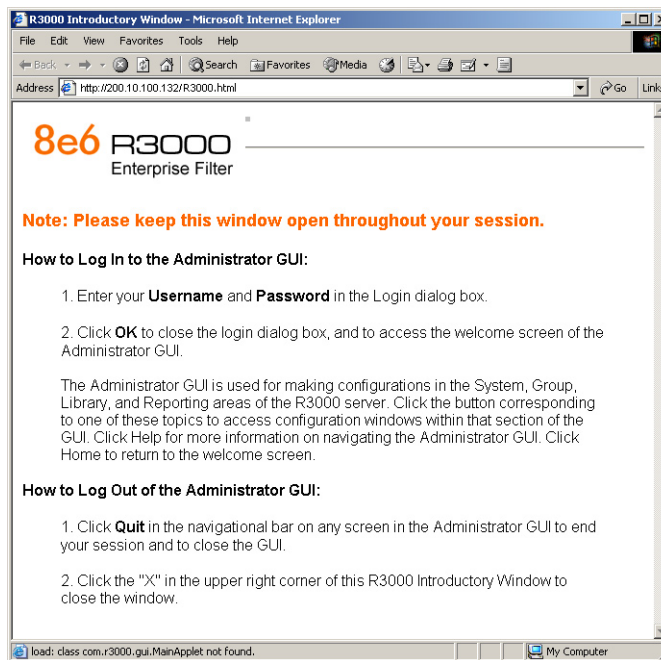 R3000 Introductory Window - Microsoft Internet Explorer
File Edit View Favorites Tools Help
Back Search Favorites Media
Address http://200.10.100.132/R3000.html Go Link
8e6 R3000
Enterprise Filter
Note: Please keep this window open throughout your session.
How to Log In to the Administrator GUI:
1. Enter your Username and Password in the Login dialog box.
2. Click OK to close the login dialog box, and to access the welcome screen of the
Administrator GUI.
The Administrator GUI is used for making configurations in the System, Group,
Library, and Reporting areas of the R3000 server. Click the button corresponding
to one of these topics to access configuration windows within that section of the
GUI. Click Help for more information on navigating the Administrator GUI. Click
Home to return to the welcome screen.
How to Log Out of the Administrator GUI:
1. Click Quit in the navigational bar on any screen in the Administrator GUI to end
your session and to close the GUI.
2. Click the "X" in the upper right corner of this R3000 Introductory Window to
close the window.
load: class com.r3000.gui.MainApplet not found. My Computer